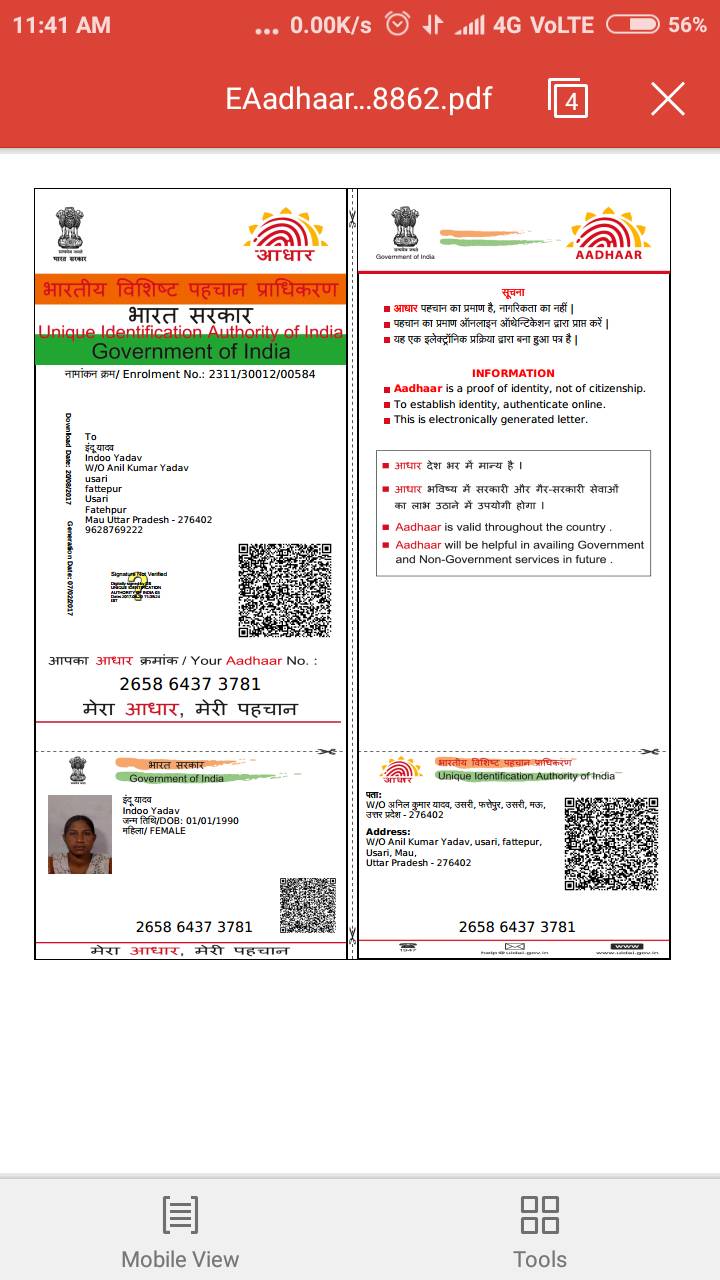 11:41 AM ... 0.00K/s 4G VoLTE 56%
EAadhaar...8862.pdf 4
सत्यमेव जयते
भारत सरकार
आधार
भारतीय विशिष्ट पहचान प्राधिकरण
भारत सरकार
Unique Identification Authority of India
Government of India
नामांकन क्रम/ Enrolment No.: 2311/30012/00584
Download Date: 20/09/2017
Generation Date: 07/02/2017
To
इंदू यादव
Indoo Yadav
W/O Anil Kumar Yadav
usari
fattepur
Usari
Fatehpur
Mau Uttar Pradesh - 276402
9628769222
Signature Not Verified
Digitally signed by
UNIQUE IDENTIFICATION
AUTHORITY OF INDIA
आपका आधार क्रमांक / Your Aadhaar No. :
2658 6437 3781
मेरा आधार, मेरी पहचान
भारत सरकार
Government of India
इंदू यादव
Indoo Yadav
जन्म तिथि/DOB: 01/01/1990
महिला/ FEMALE
2658 6437 3781
मेरा आधार, मेरी पहचान
Government of India
AADHAAR
सूचना
आधार पहचान का प्रमाण है, नागरिकता का नहीं |
पहचान का प्रमाण ऑनलाइन ऑथेन्टिकेशन द्वारा प्राप्त करें |
यह एक इलेक्ट्रॉनिक प्रक्रिया द्वारा बना हुआ पत्र है |
INFORMATION
Aadhaar is a proof of identity, not of citizenship.
To establish identity, authenticate online.
This is electronically generated letter.
आधार देश भर में मान्य है ।
आधार भविष्य में सरकारी और गैर-सरकारी सेवाओं
का लाभ उठाने में उपयोगी होगा ।
Aadhaar is valid throughout the country .
Aadhaar will be helpful in availing Government
and Non-Government services in future .
आधार
भारतीय विशिष्ट पहचान प्राधिकरण
Unique Identification Authority of India
पता:
W/O अनिल कुमार यादव, उसरी, फत्तेपुर, उसरी, मऊ,
उत्तर प्रदेश - 276402
Address:
W/O Anil Kumar Yadav, usari, fattepur,
Usari, Mau,
Uttar Pradesh - 276402
2658 6437 3781
1947
help@uidai.gov.in
www
www.uidai.gov.in
Mobile View
Tools